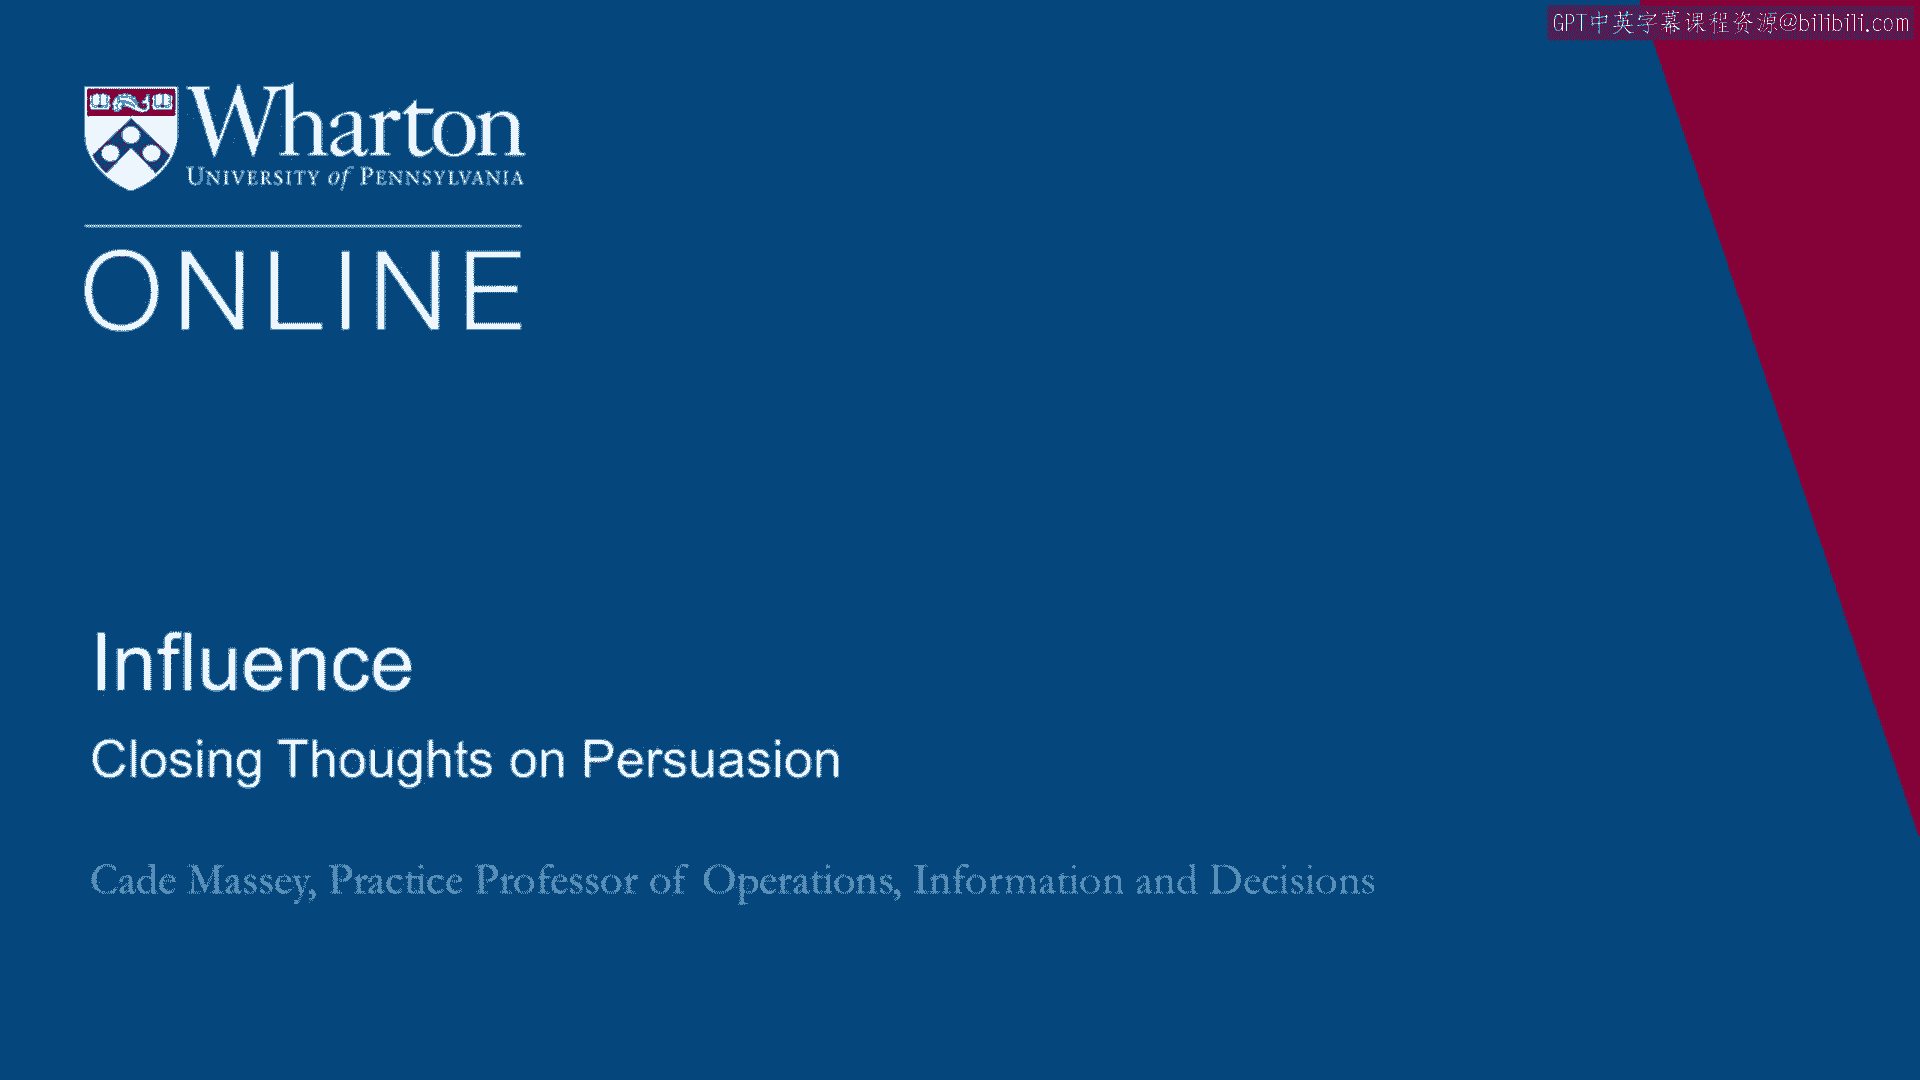 GPT中英字幕课程资源@bilibili.com
Wharton
UNIVERSITY of PENNSYLVANIA
ONLINE
Influence
Closing Thoughts on Persuasion
Cade Massey, Practice Professor of Operations, Information and Decisions